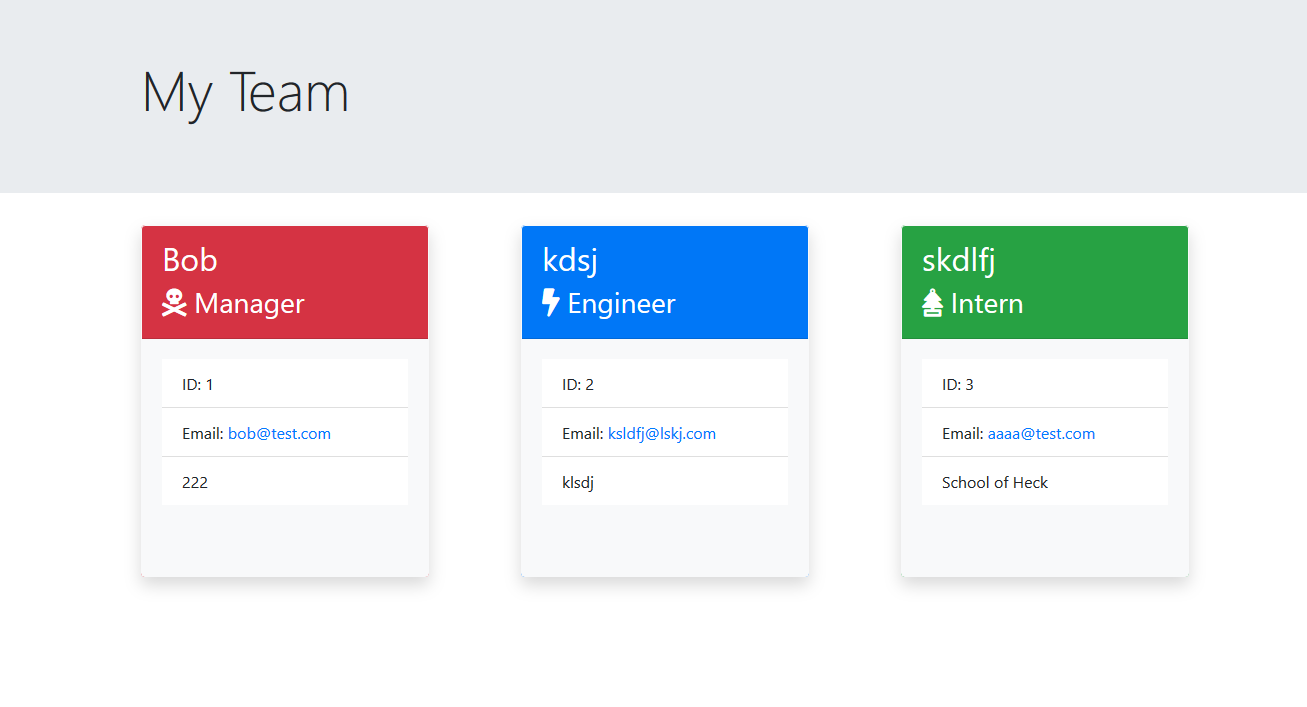 My Team
Bob
Manager
ID: 1
Email: bob@test.com
222
kdsj
Engineer
ID: 2
Email: ksldfj@lskj.com
klsdj
skdlfj
Intern
ID: 3
Email: aaaa@test.com
School of Heck